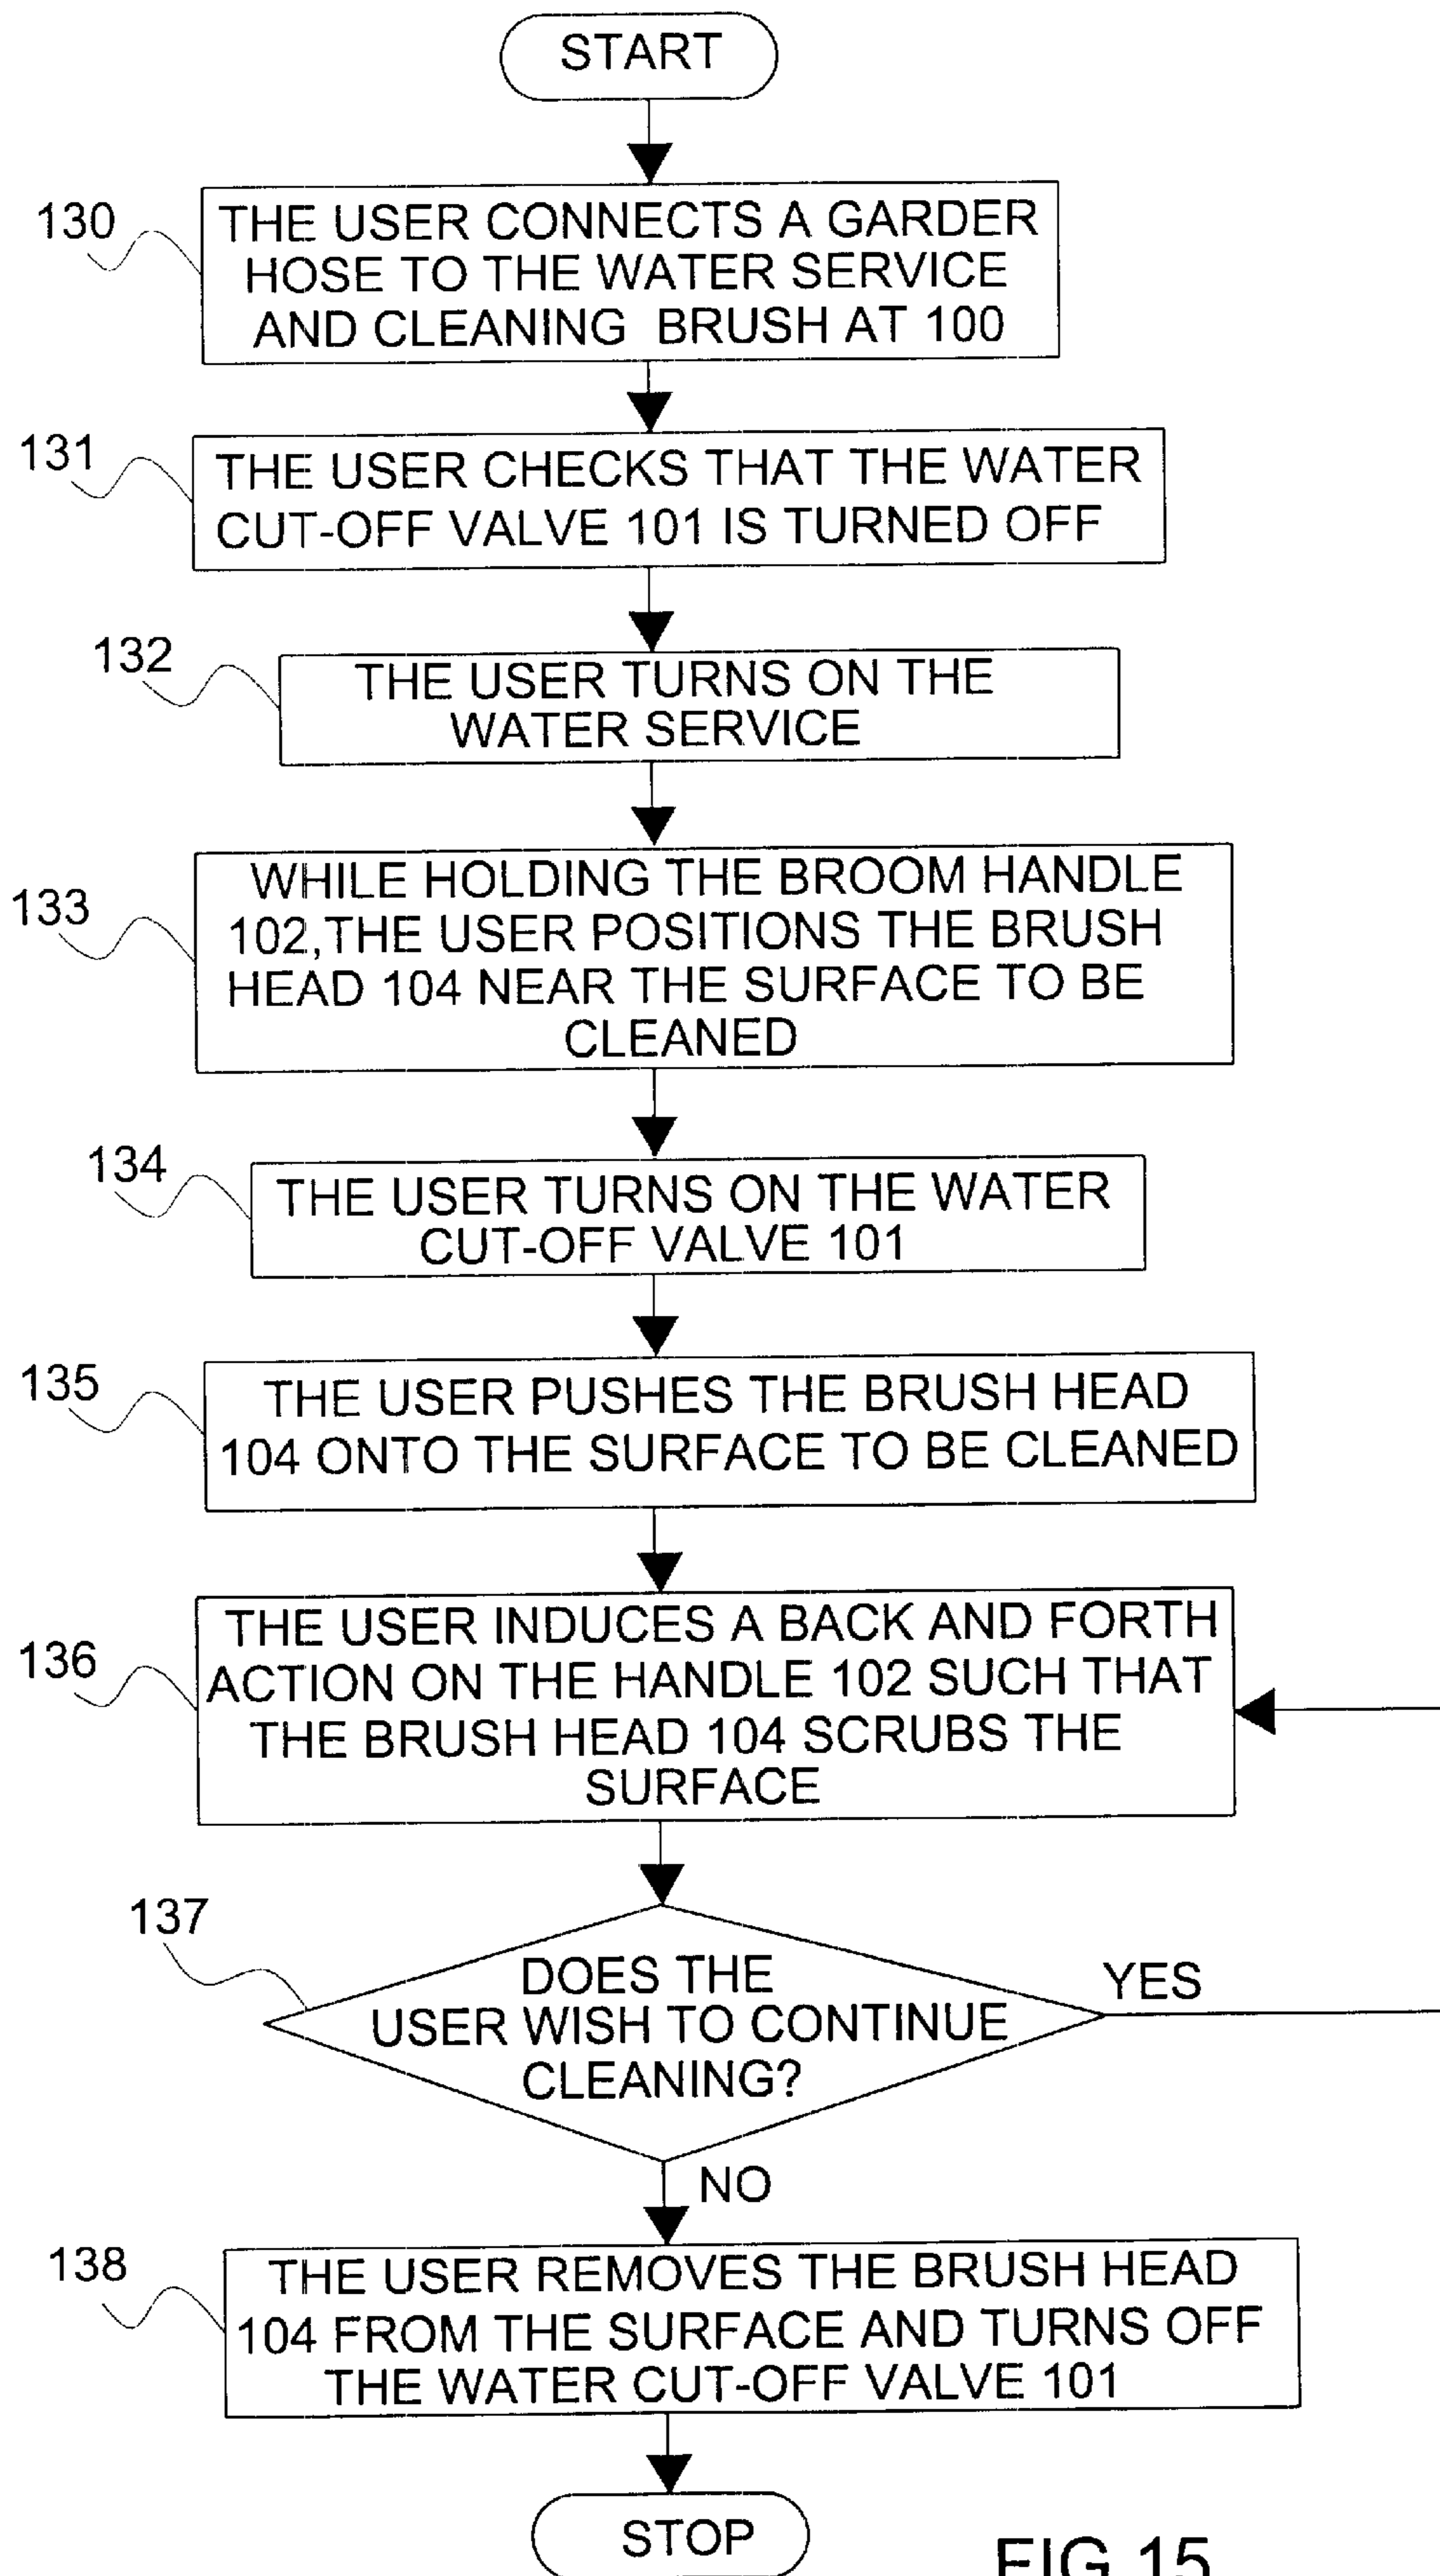 START
130
THE USER CONNECTS A GARDER
HOSE TO THE WATER SERVICE
AND CLEANING BRUSH AT 100
131
THE USER CHECKS THAT THE WATER
CUT-OFF VALVE 101 IS TURNED OFF
132
THE USER TURNS ON THE
WATER SERVICE
133
WHILE HOLDING THE BROOM HANDLE
102,THE USER POSITIONS THE BRUSH
HEAD 104 NEAR THE SURFACE TO BE
CLEANED
134
THE USER TURNS ON THE WATER
CUT-OFF VALVE 101
135
THE USER PUSHES THE BRUSH HEAD
104 ONTO THE SURFACE TO BE CLEANED
136
THE USER INDUCES A BACK AND FORTH
ACTION ON THE HANDLE 102 SUCH THAT
THE BRUSH HEAD 104 SCRUBS THE
SURFACE
137
DOES THE
USER WISH TO CONTINUE
CLEANING?
YES
NO
138
THE USER REMOVES THE BRUSH HEAD
104 FROM THE SURFACE AND TURNS OFF
THE WATER CUT-OFF VALVE 101
STOP
FIG 15